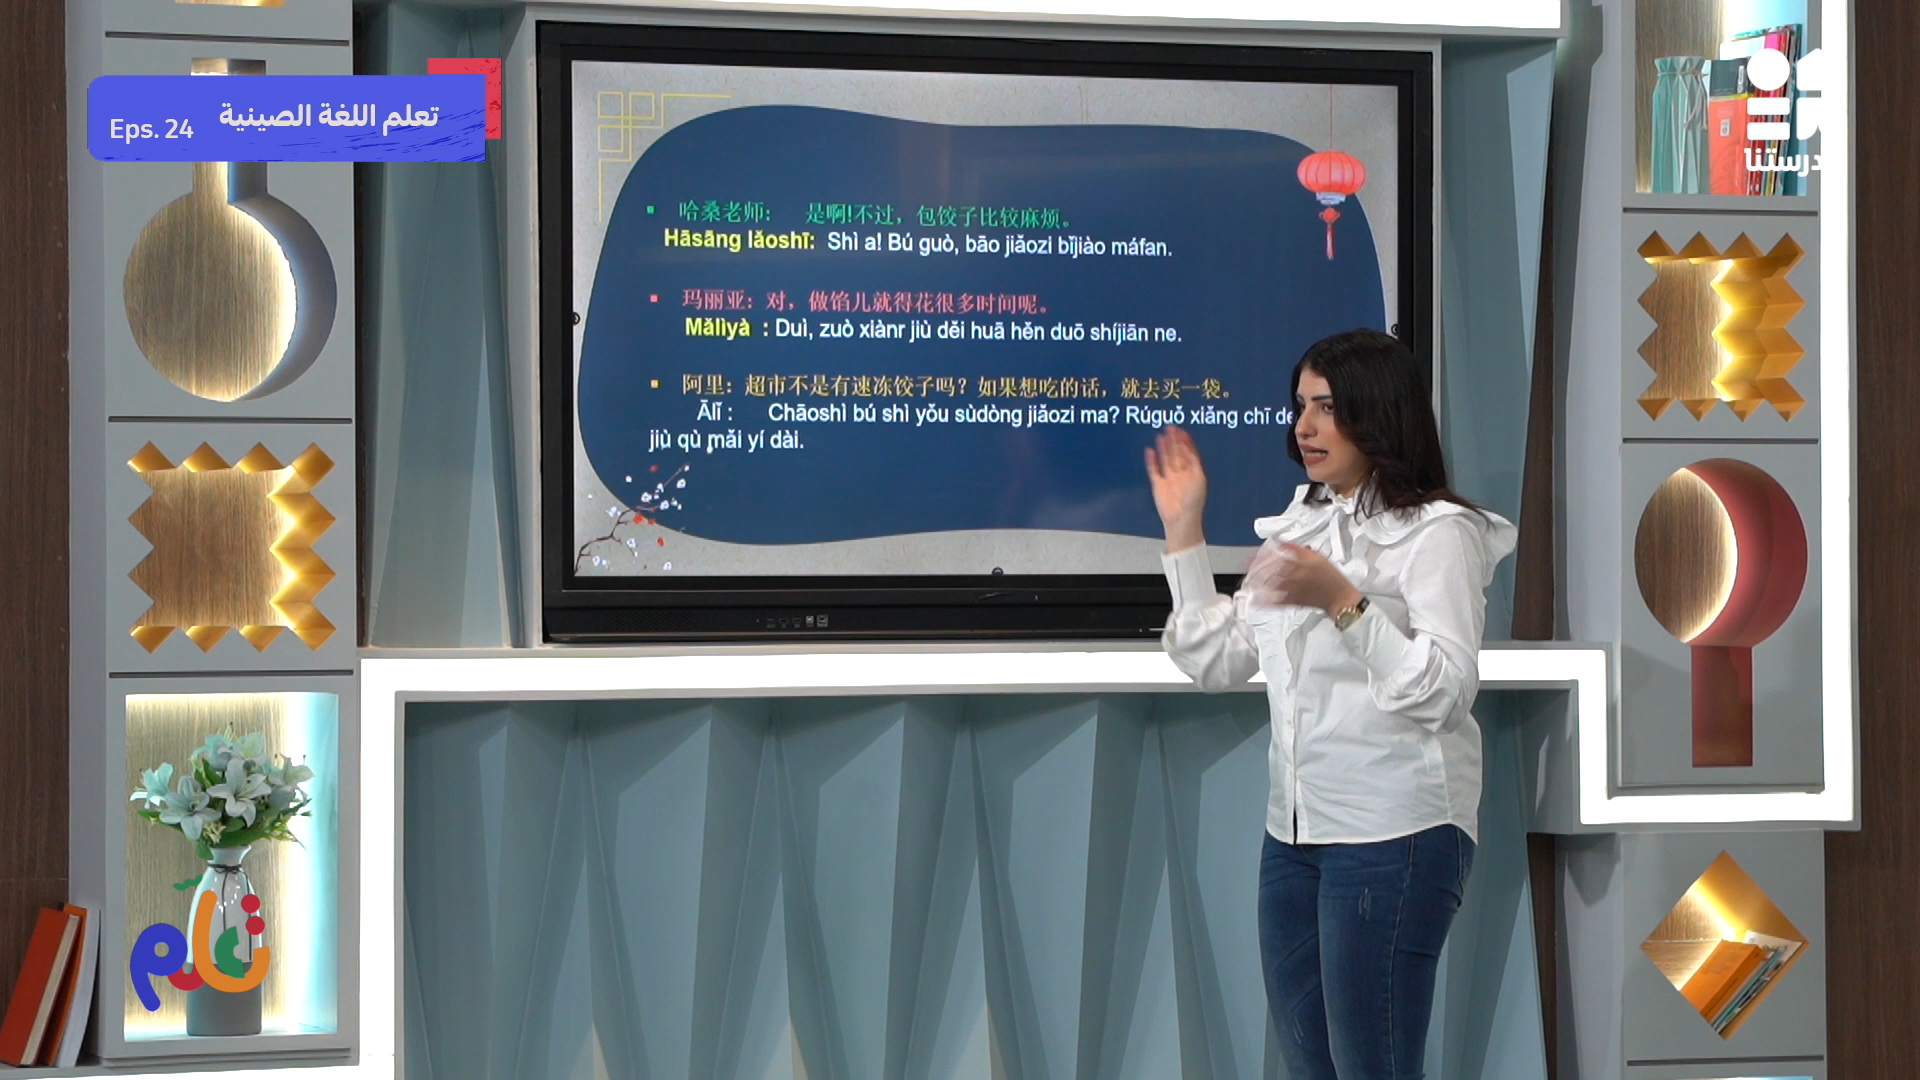 تعلم اللغة الصينية
Eps. 24
درستنا
哈桑老师: 是啊!不过，包饺子比较麻烦。
Hāsāng lǎoshī: Shì a! Bú guò, bāo jiǎozi bǐjiào máfan.
玛丽亚: 对，做馅儿就得花很多时间呢。
Mǎlìyà : Duì, zuò xiànr jiù děi huā hěn duō shíjiān ne.
阿里: 超市不是有速冻饺子吗? 如果想吃的话，就去买一袋。
Ālǐ : Chāoshì bú shì yǒu sùdòng jiǎozi ma? Rúguǒ xiǎng chī de
jiù qù mǎi yí dài.
تعلم